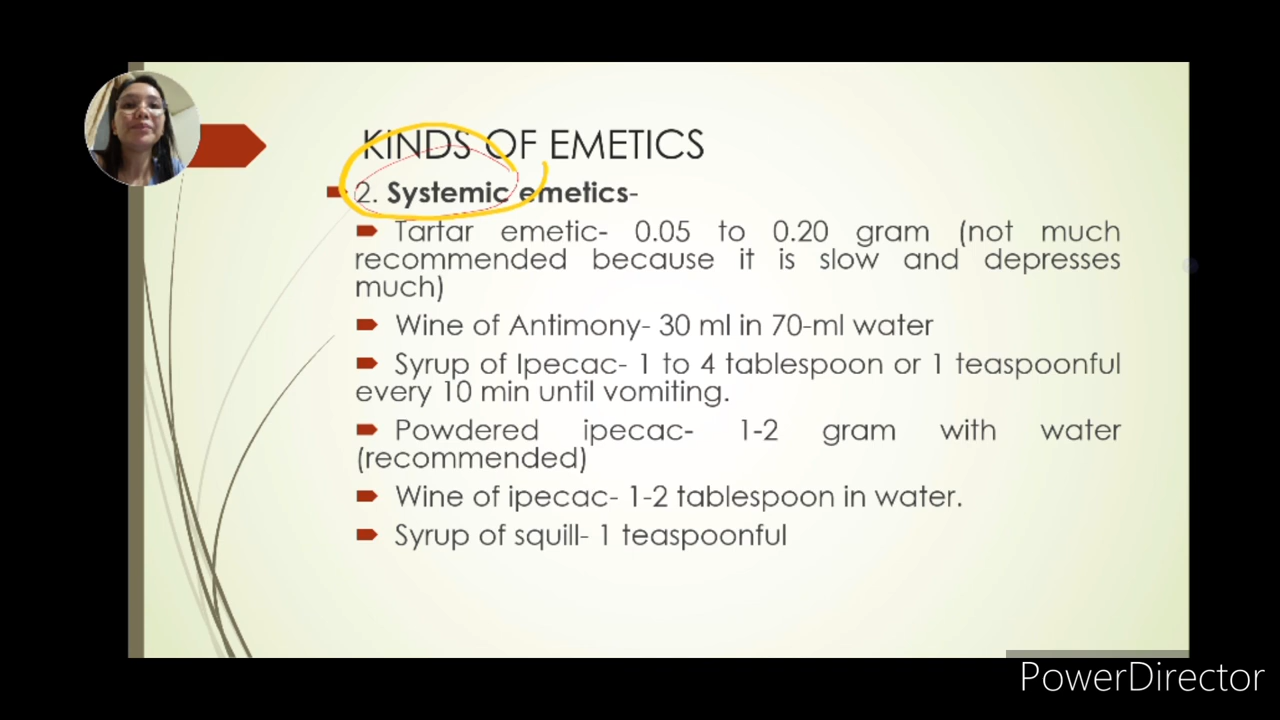 KINDS OF EMETICS
2. Systemic emetics-
Tartar emetic- 0.05 to 0.20 gram (not much
recommended because it is slow and depresses
much)
Wine of Antimony- 30 ml in 70-ml water
Syrup of Ipecac- 1 to 4 tablespoon or 1 teaspoonful
every 10 min until vomiting.
Powdered ipecac- 1-2 gram with water
(recommended)
Wine of ipecac- 1-2 tablespoon in water.
Syrup of squill- 1 teaspoonful
PowerDirector